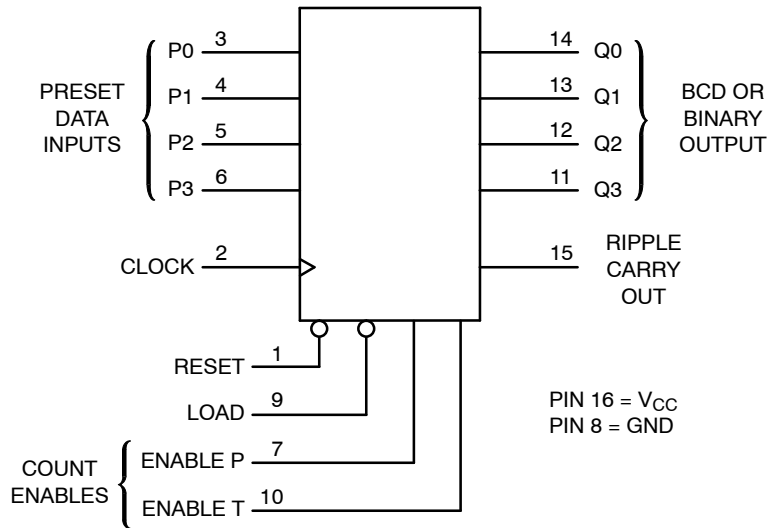 PRESET
DATA
INPUTS
P0 3
P1 4
P2 5
P3 6
CLOCK 2
14 Q0
13 Q1
12 Q2
11 Q3
BCD OR
BINARY
OUTPUT
15 RIPPLE
CARRY
OUT
RESET 1
LOAD 9
COUNT
ENABLES
ENABLE P 7
ENABLE T 10
PIN 16 = VCC
PIN 8 = GND